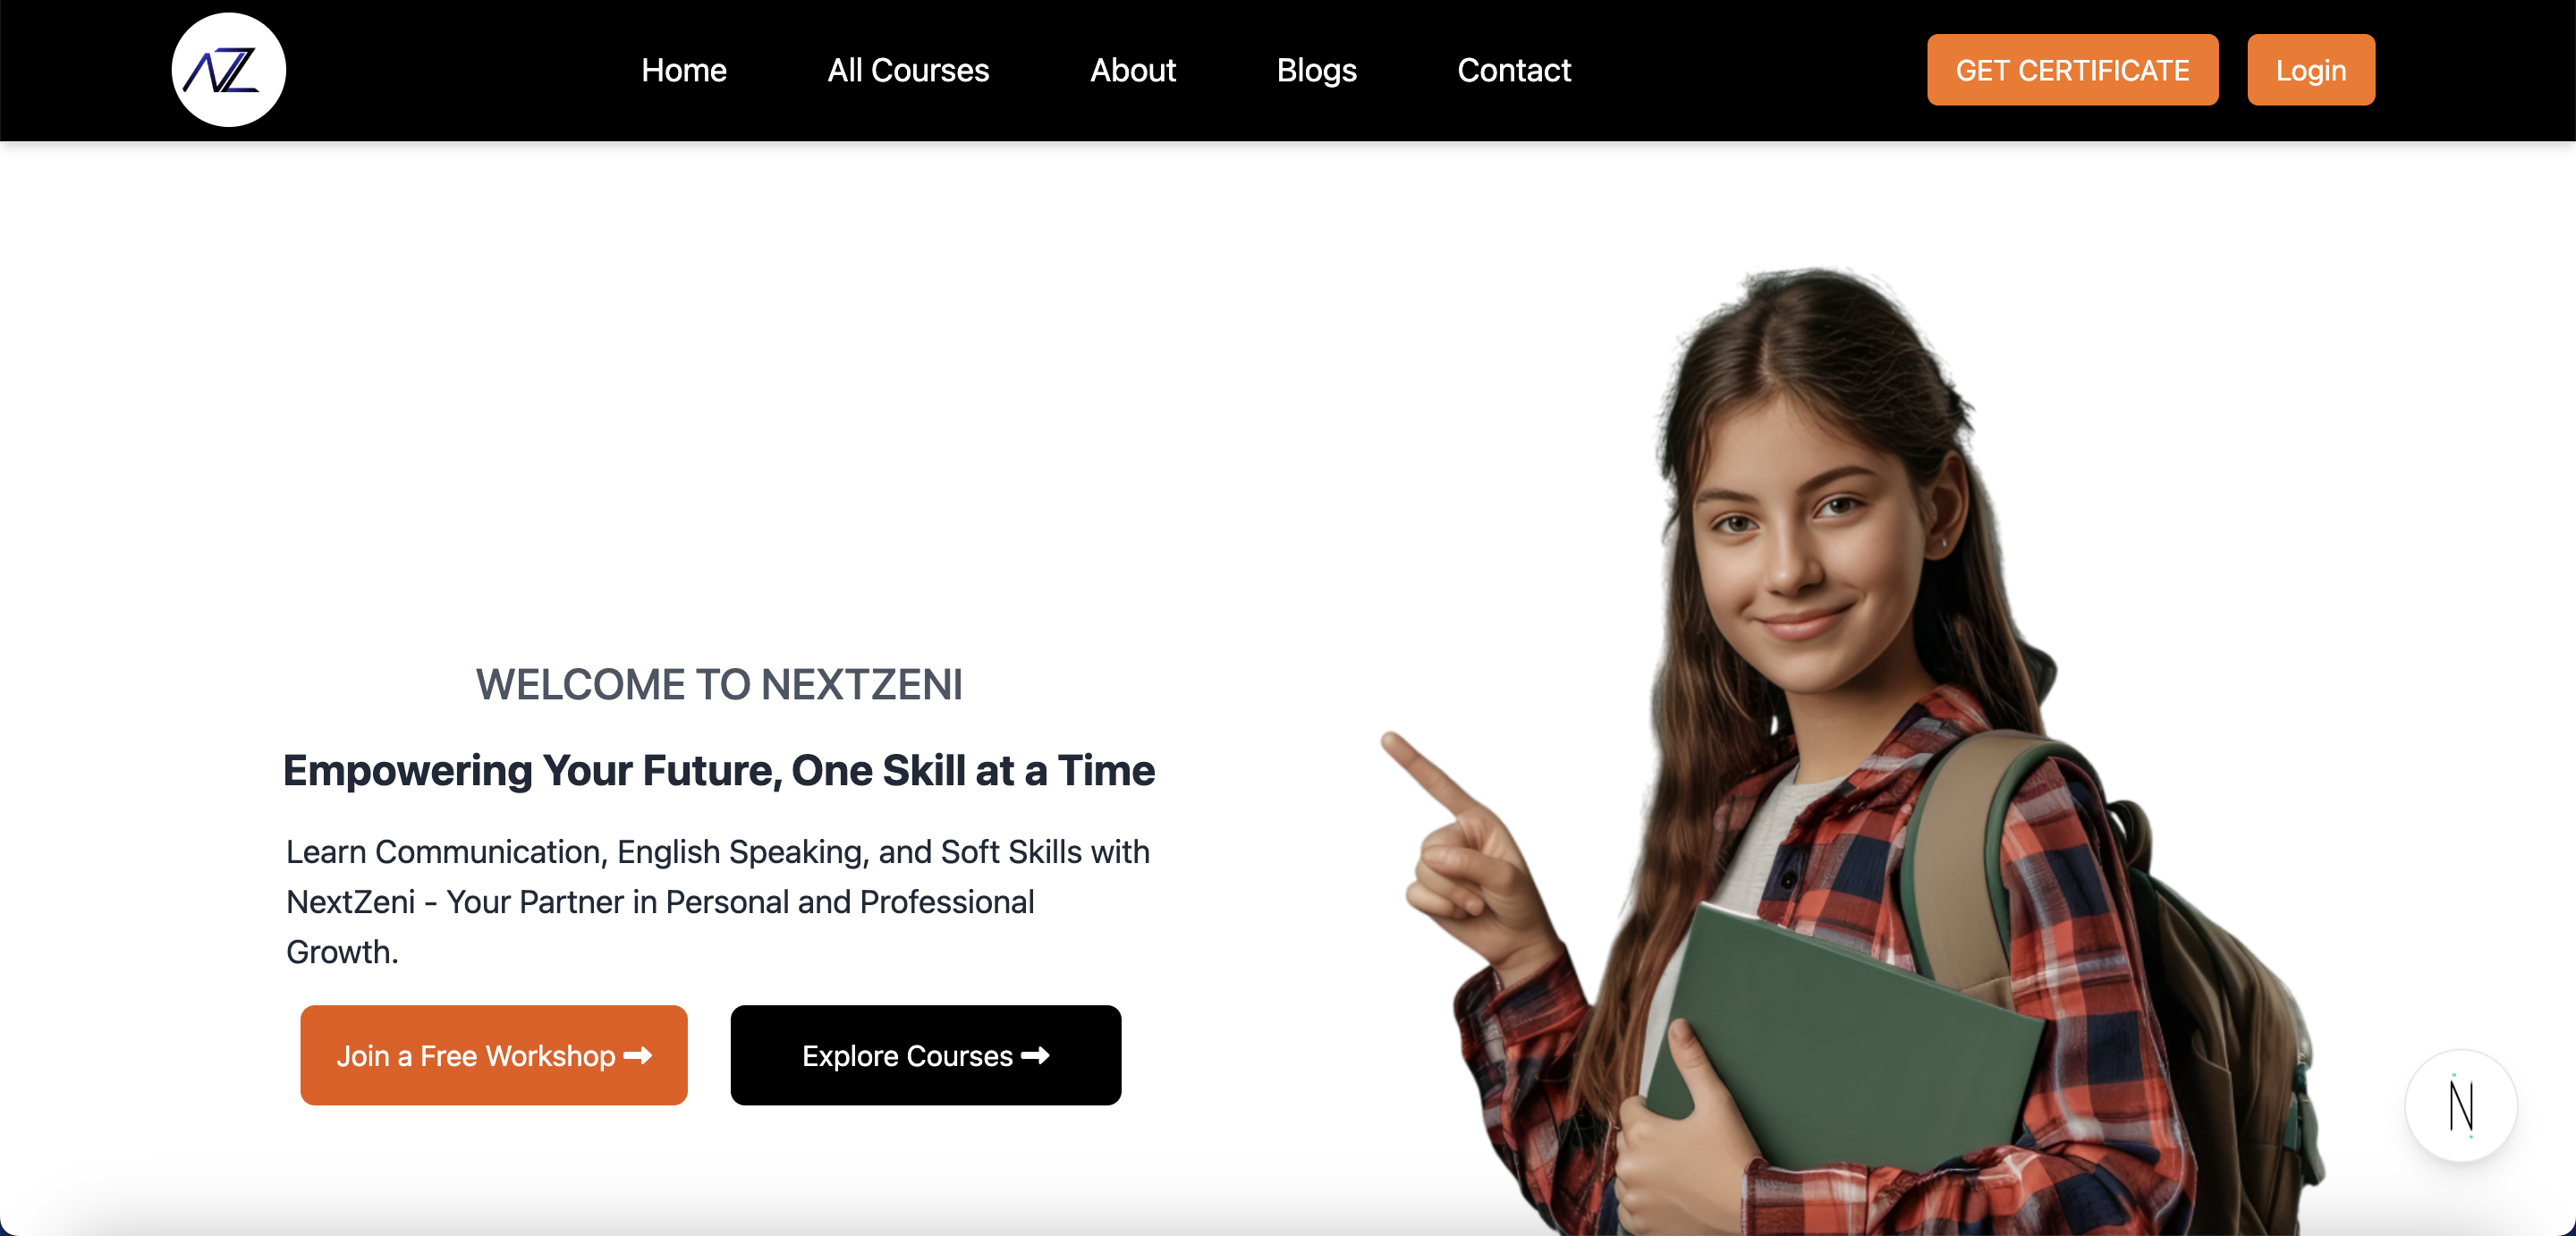 NZ
Home
All Courses
About
Blogs
Contact
GET CERTIFICATE
Login
WELCOME TO NEXTZENI
Empowering Your Future, One Skill at a Time
Learn Communication, English Speaking, and Soft Skills with
NextZeni - Your Partner in Personal and Professional
Growth.
Join a Free Workshop
Explore Courses
N